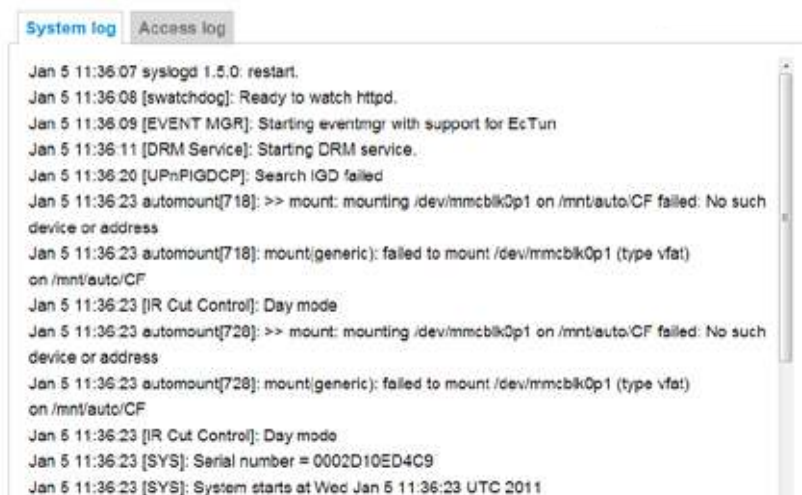 System log Access log
Jan 5 11:36:07 syslogd 1.5.0: restart.
Jan 5 11:36:08 [swatchdog]: Ready to watch httpd.
Jan 5 11:36:09 [EVENT MGR]: Starting eventmgr with support for EcTun
Jan 5 11:36:11 [DRM Service]: Starting DRM service.
Jan 5 11:36:20 [UPnPIGDCP]: Search IGD failed
Jan 5 11:36:23 automount[718]: >> mount: mounting /dev/mmcblk0p1 on /mnt/auto/CF failed: No such
device or address
Jan 5 11:36:23 automount[718]: mount(generic): failed to mount /dev/mmcblk0p1 (type vfat)
on /mnt/auto/CF
Jan 5 11:36:23 [IR Cut Control]: Day mode
Jan 5 11:36:23 automount[728]: >> mount: mounting /dev/mmcblk0p1 on /mnt/auto/CF failed: No such
device or address
Jan 5 11:36:23 automount[728]: mount(generic): failed to mount /dev/mmcblk0p1 (type vfat)
on /mnt/auto/CF
Jan 5 11:36:23 [IR Cut Control]: Day mode
Jan 5 11:36:23 [SYS]: Serial number = 0002D10ED4C9
Jan 5 11:36:23 [SYS]: System starts at Wed Jan 5 11:36:23 UTC 2011